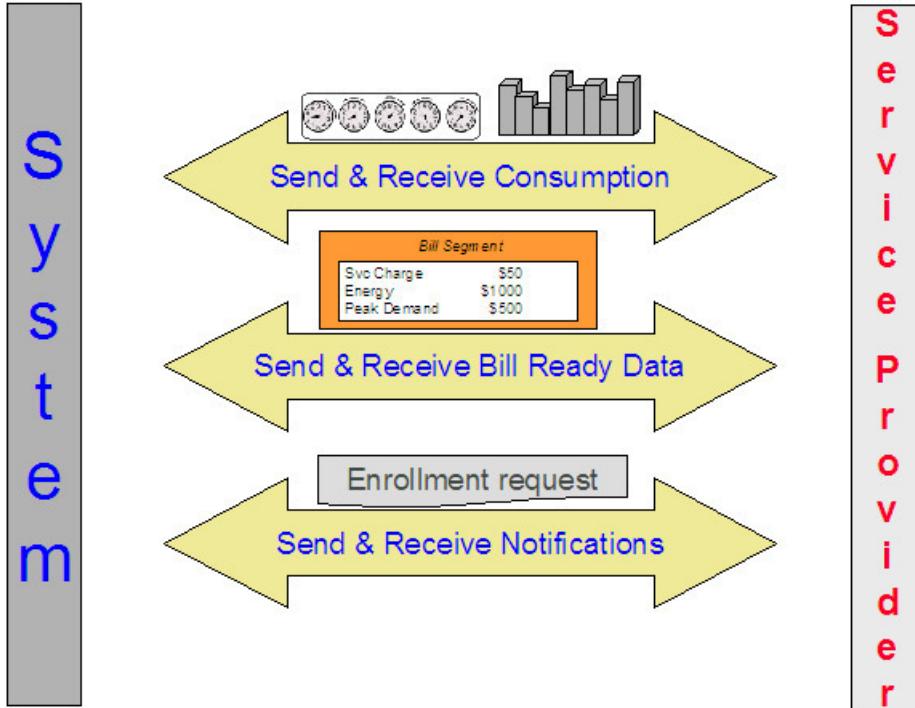 System
Send & Receive Consumption
Bill Segment
Svc Charge $50
Energy $1000
Peak Demand $500
Send & Receive Bill Ready Data
Enrollment request
Send & Receive Notifications
Service Provider